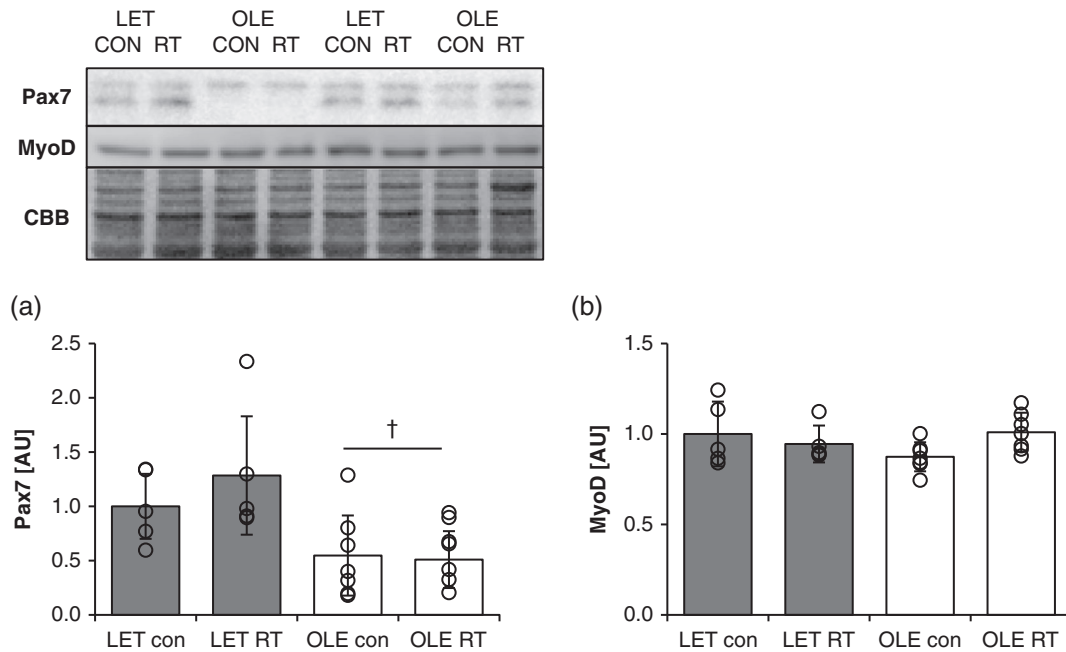 LET OLE LET OLE
CON RT CON RT CON RT CON RT
Pax7
MyoD
CBB
(a)
Pax7 [AU]
2.5
2.0
1.5
1.0
0.5
0.0
†
LET con LET RT OLE con OLE RT
(b)
MyoD [AU]
1.5
1.0
0.5
0.0
LET con LET RT OLE con OLE RT